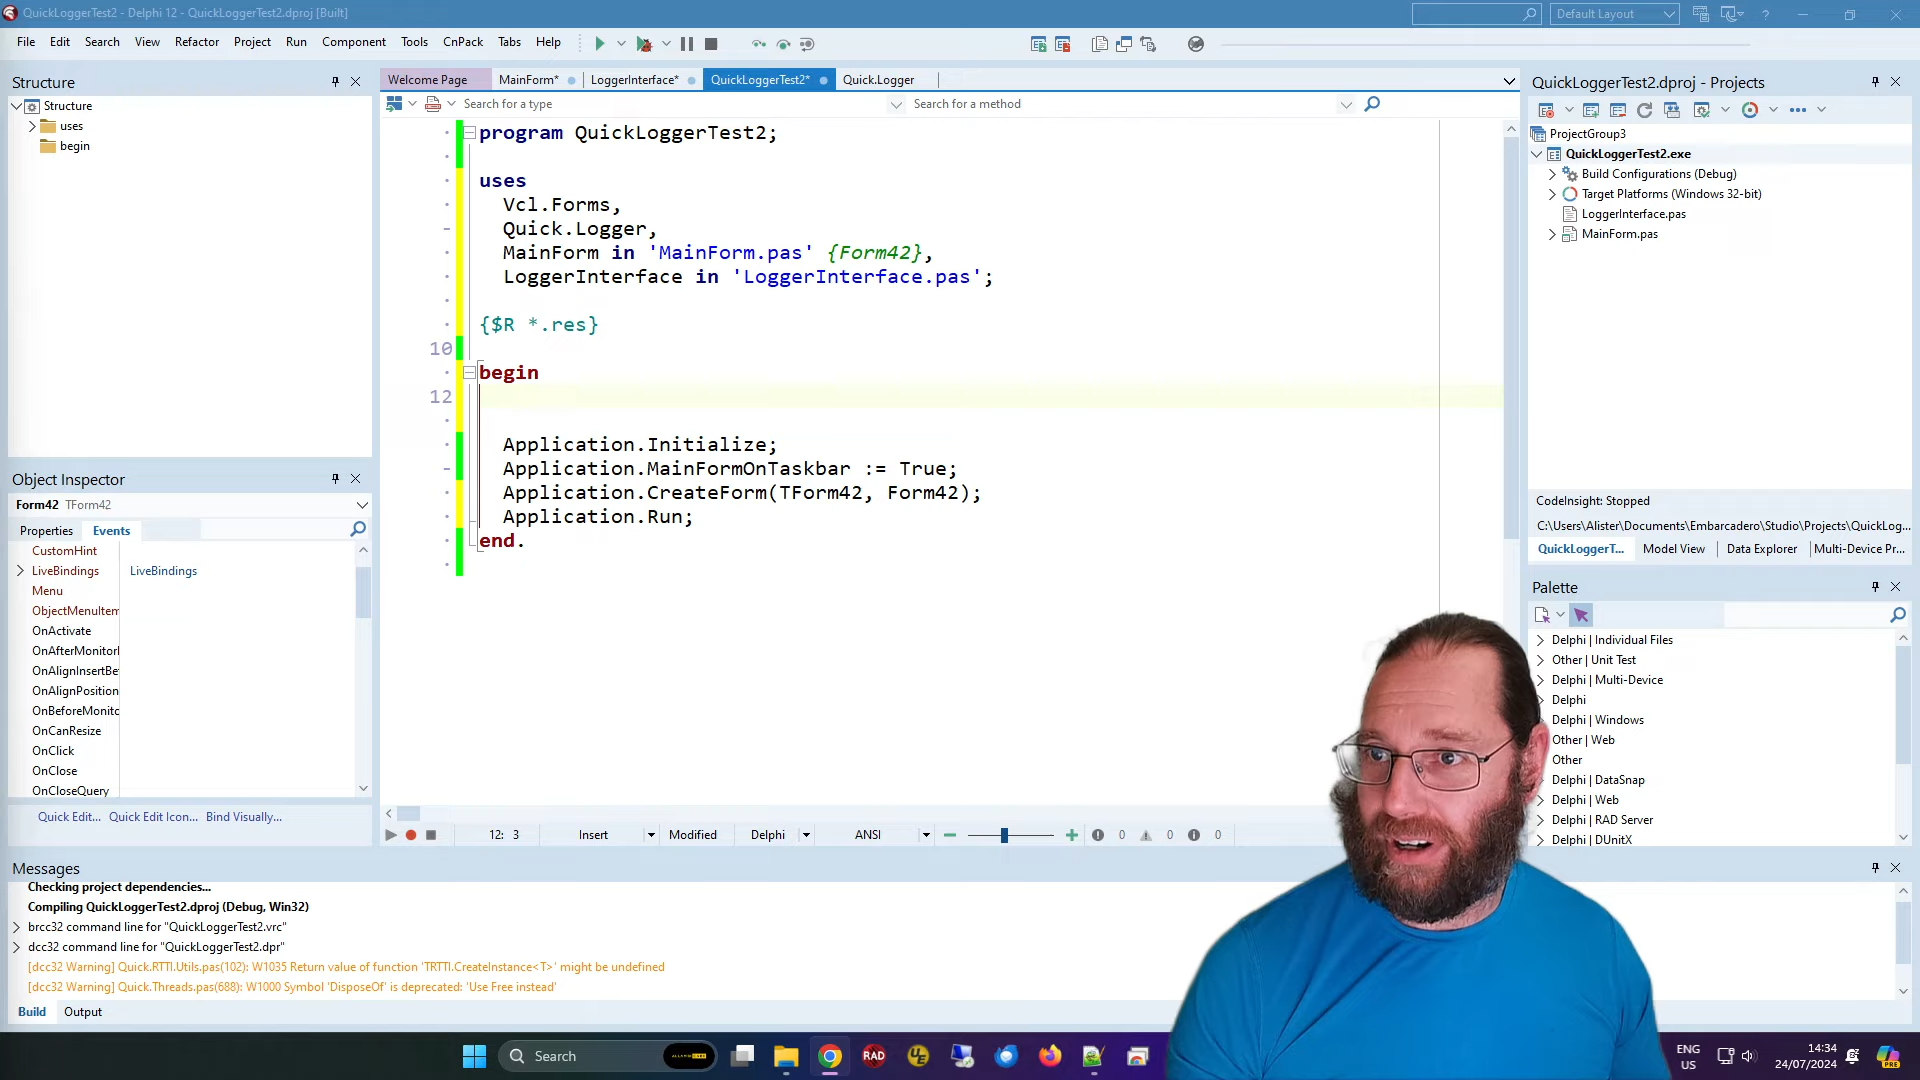 QuickLoggerTest2 - Delphi 12 - QuickLoggerTest2.dproj [Built]
Default Layout
File Edit Search View Refactor Project Run Component Tools CnPack Tabs Help
Structure
Structure
uses
begin
Object Inspector
Form42 TForm42
Properties Events
CustomHint
LiveBindings LiveBindings
Menu
ObjectMenuItem
OnActivate
OnAfterMonitorI
OnAlignInsertBe
OnAlignPosition
OnBeforeMonito
OnCanResize
OnClick
OnClose
OnCloseQuery
Quick Edit... Quick Edit Icon... Bind Visually...
Welcome Page MainForm* LoggerInterface* QuickLoggerTest2* Quick.Logger
Search for a type Search for a method
program QuickLoggerTest2;
uses
Vcl.Forms,
Quick.Logger,
MainForm in 'MainForm.pas' {Form42},
LoggerInterface in 'LoggerInterface.pas';
{$R *.res}
10
begin
12
Application.Initialize;
Application.MainFormOnTaskbar := True;
Application.CreateForm(TForm42, Form42);
Application.Run;
end.
12: 3 Insert Modified Delphi ANSI 0 0 0
QuickLoggerTest2.dproj - Projects
ProjectGroup3
QuickLoggerTest2.exe
Build Configurations (Debug)
Target Platforms (Windows 32-bit)
LoggerInterface.pas
MainForm.pas
CodeInsight: Stopped
C:\Users\Alister\Documents\Embarcadero\Studio\Projects\QuickLog...
QuickLoggerT... Model View Data Explorer Multi-Device Pr...
Palette
Delphi | Individual Files
Other | Unit Test
Delphi | Multi-Device
Delphi
Delphi | Windows
Other | Web
Other
Delphi | DataSnap
Delphi | Web
Delphi | RAD Server
Delphi | DUnitX
Messages
Checking project dependencies...
Compiling QuickLoggerTest2.dproj (Debug, Win32)
brcc32 command line for "QuickLoggerTest2.vrc"
dcc32 command line for "QuickLoggerTest2.dpr"
[dcc32 Warning] Quick.RTTI.Utils.pas(102): W1035 Return value of function 'TRTTI.CreateInstance<T>' might be undefined
[dcc32 Warning] Quick.Threads.pas(688): W1000 Symbol 'DisposeOf' is deprecated: 'Use Free instead'
Build Output
Search
RAD
UE
ENG
US
14:34
24/07/2024
PRE